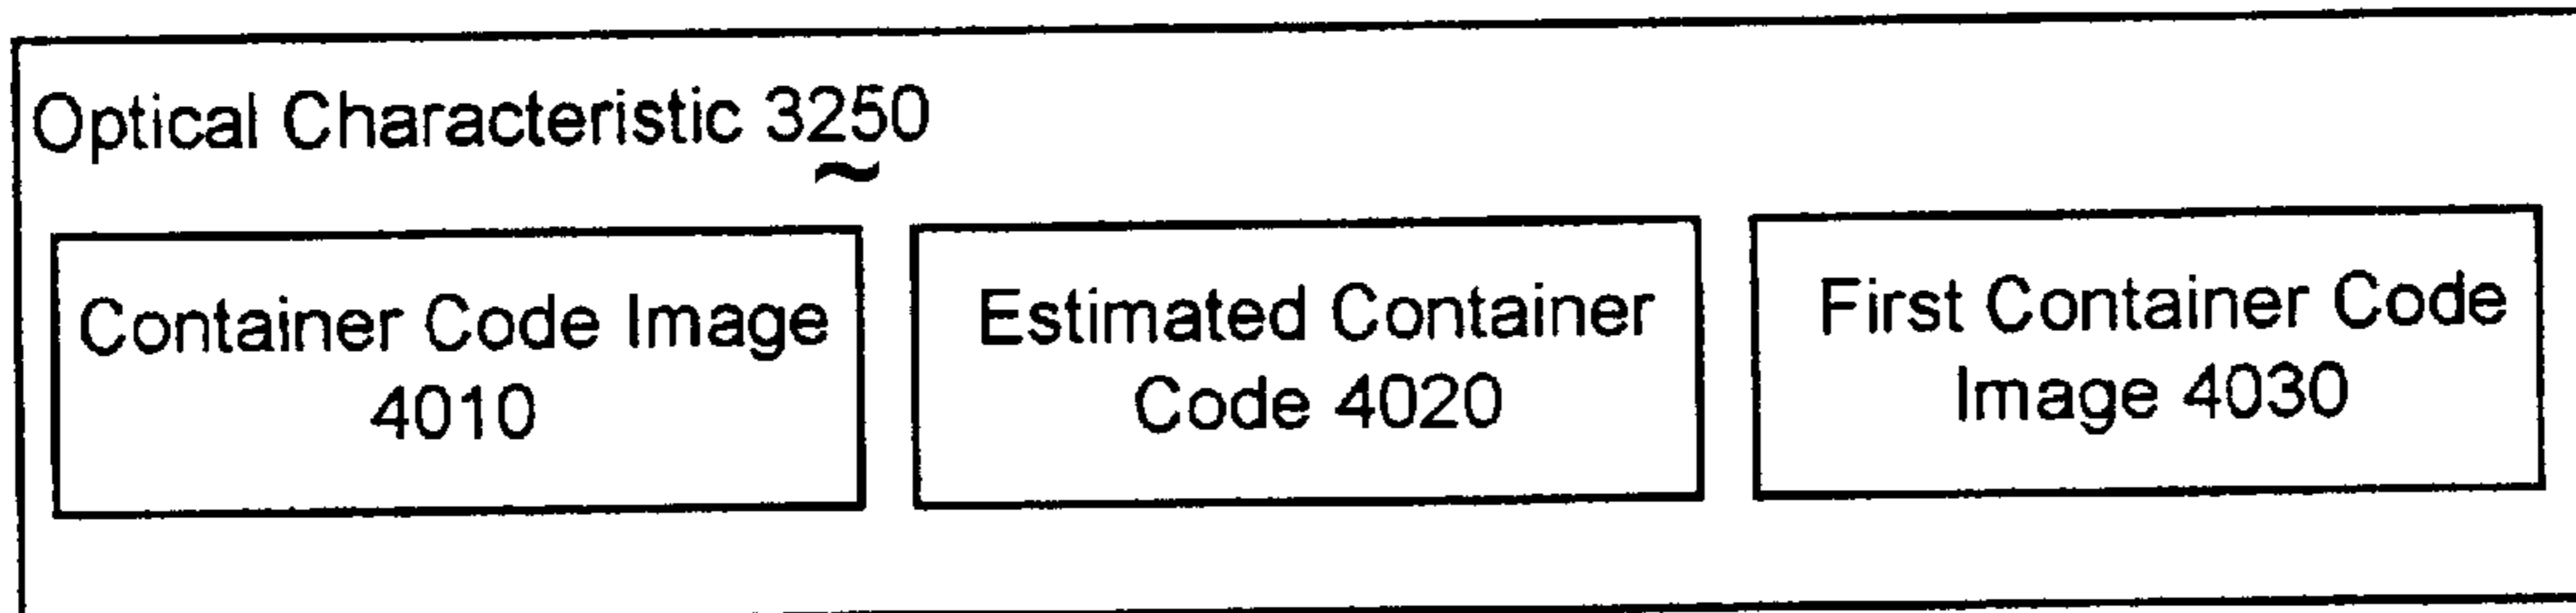 Optical Characteristic 3250
Container Code Image
4010
Estimated Container
Code 4020
First Container Code
Image 4030